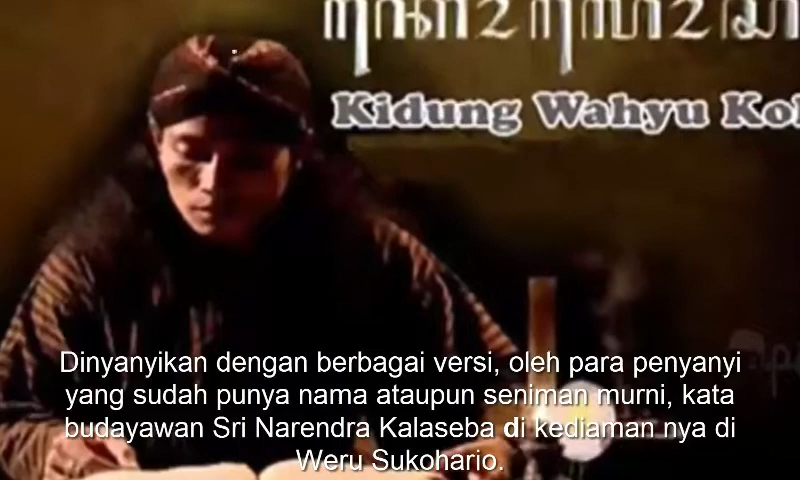 Kidung Wahyu Kol
Dinyanyikan dengan berbagai versi, oleh para penyanyi
yang sudah punya nama ataupun seniman murni, kata
budayawan Sri Narendra Kalaseba di kediaman nya di
Weru Sukohario.